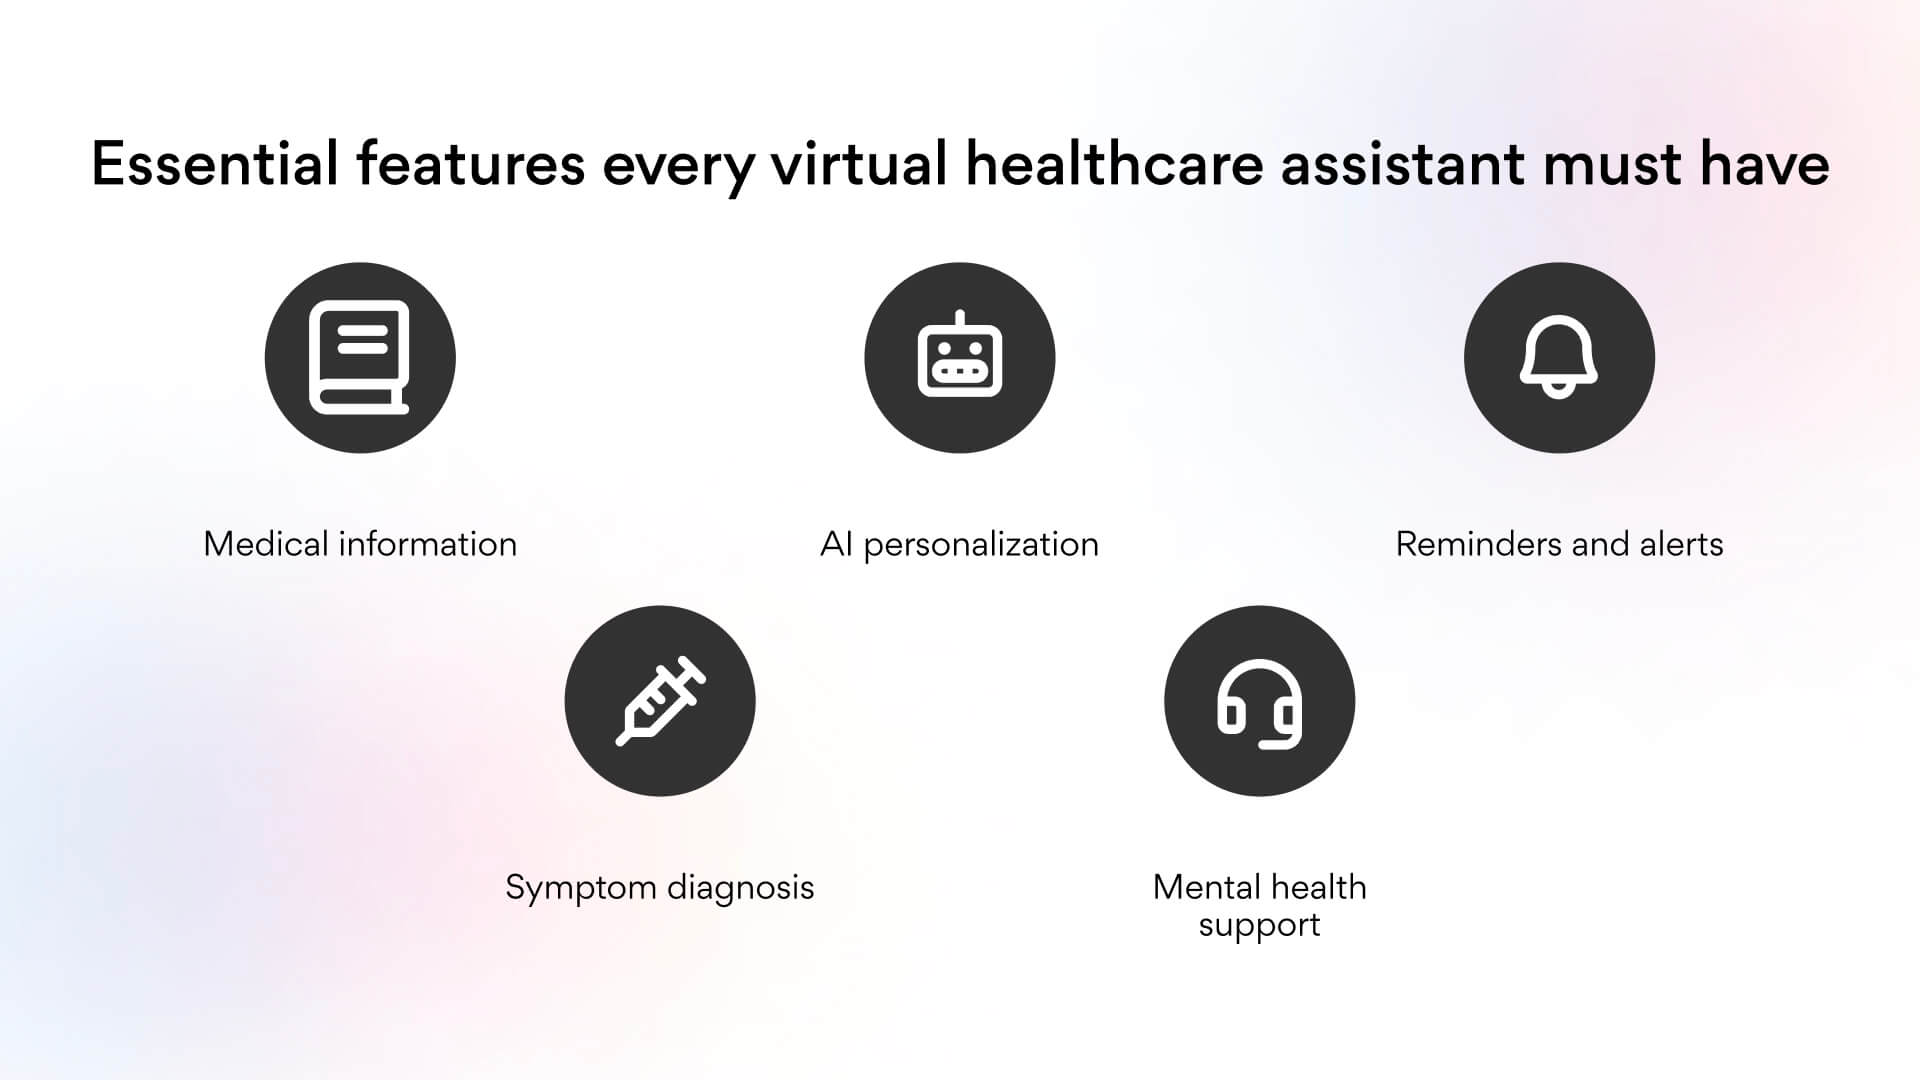 Essential features every virtual healthcare assistant must have
Medical information
AI personalization
Reminders and alerts
Symptom diagnosis
Mental health
support